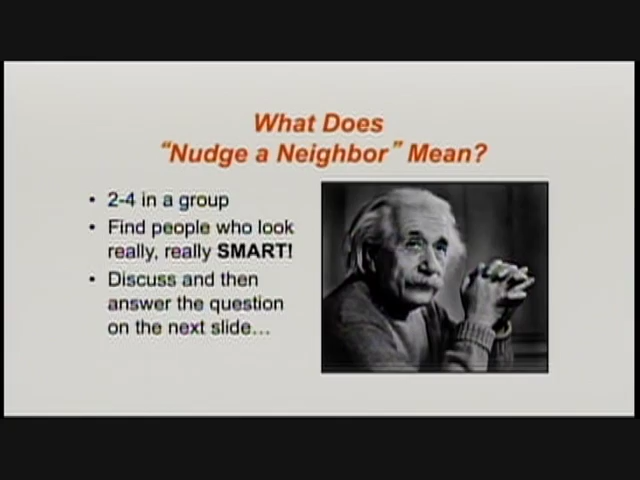 What Does
“Nudge a Neighbor” Mean?
• 2-4 in a group
• Find people who look
really, really SMART!
• Discuss and then
answer the question
on the next slide…